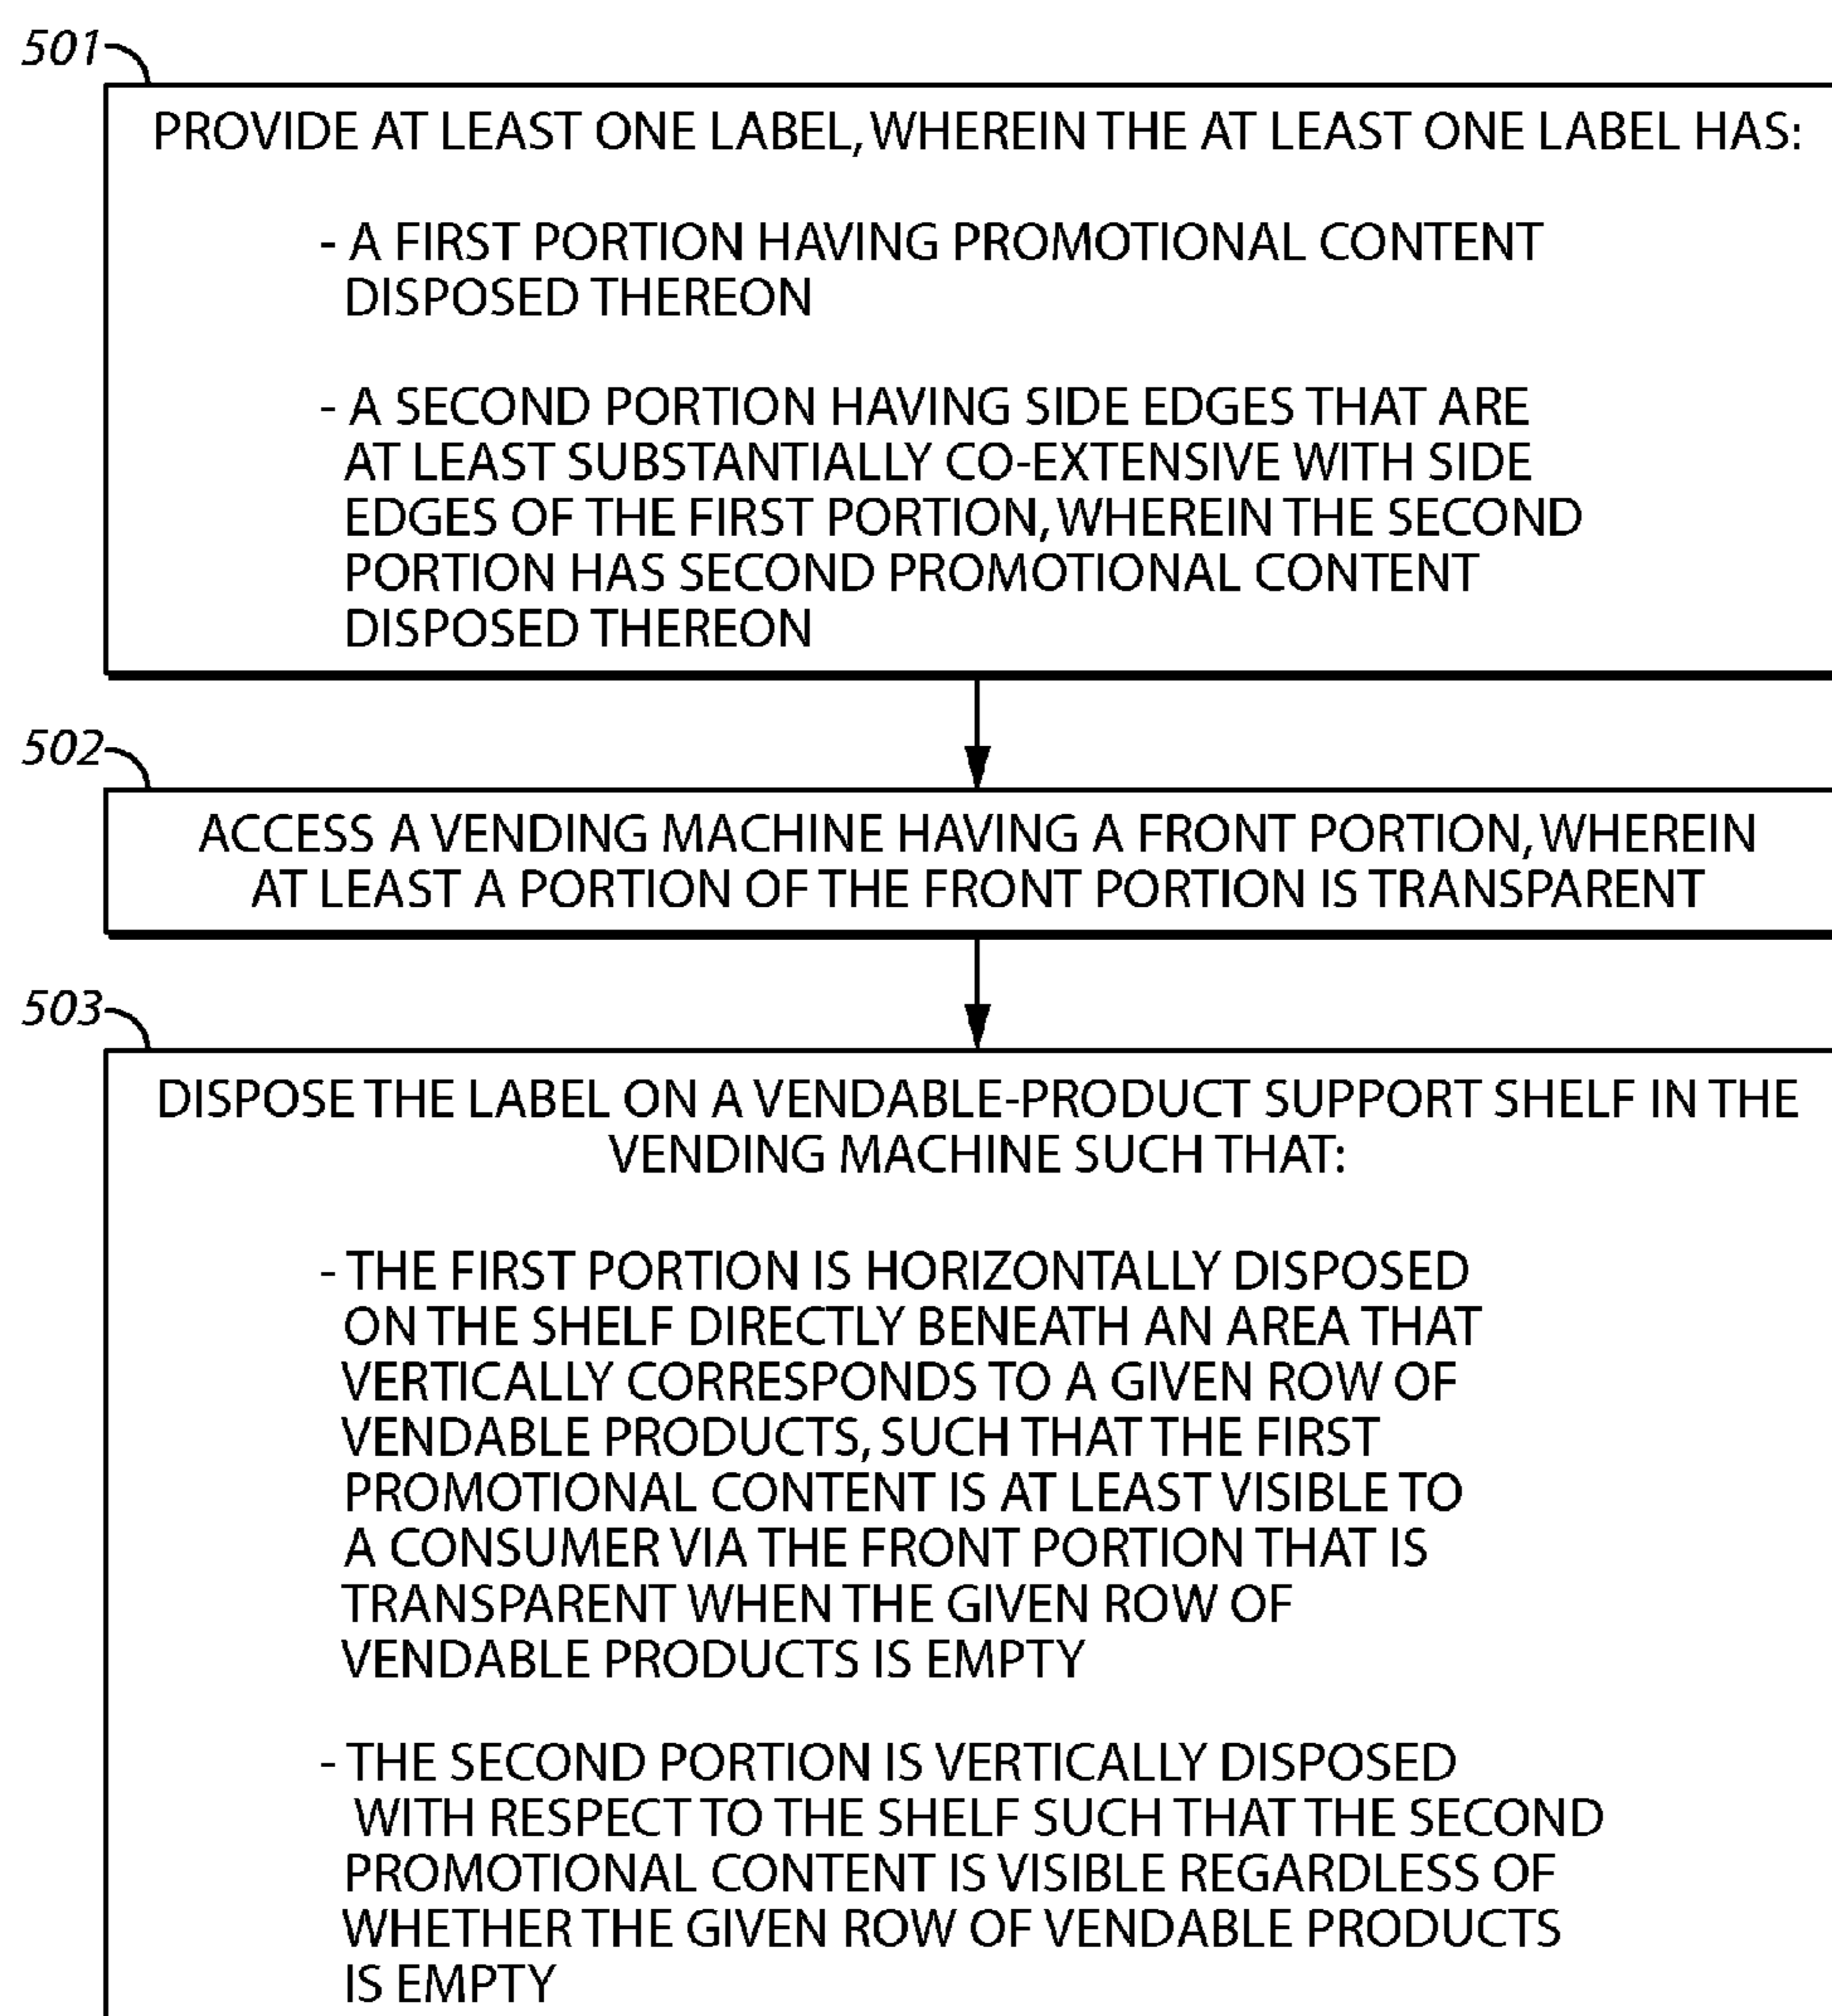 501
PROVIDE AT LEAST ONE LABEL, WHEREIN THE AT LEAST ONE LABEL HAS:
- A FIRST PORTION HAVING PROMOTIONAL CONTENT
DISPOSED THEREON
- A SECOND PORTION HAVING SIDE EDGES THAT ARE
AT LEAST SUBSTANTIALLY CO-EXTENSIVE WITH SIDE
EDGES OF THE FIRST PORTION, WHEREIN THE SECOND
PORTION HAS SECOND PROMOTIONAL CONTENT
DISPOSED THEREON
502
ACCESS A VENDING MACHINE HAVING A FRONT PORTION, WHEREIN
AT LEAST A PORTION OF THE FRONT PORTION IS TRANSPARENT
503
DISPOSE THE LABEL ON A VENDABLE-PRODUCT SUPPORT SHELF IN THE
VENDING MACHINE SUCH THAT:
- THE FIRST PORTION IS HORIZONTALLY DISPOSED
ON THE SHELF DIRECTLY BENEATH AN AREA THAT
VERTICALLY CORRESPONDS TO A GIVEN ROW OF
VENDABLE PRODUCTS, SUCH THAT THE FIRST
PROMOTIONAL CONTENT IS AT LEAST VISIBLE TO
A CONSUMER VIA THE FRONT PORTION THAT IS
TRANSPARENT WHEN THE GIVEN ROW OF
VENDABLE PRODUCTS IS EMPTY
- THE SECOND PORTION IS VERTICALLY DISPOSED
WITH RESPECT TO THE SHELF SUCH THAT THE SECOND
PROMOTIONAL CONTENT IS VISIBLE REGARDLESS OF
WHETHER THE GIVEN ROW OF VENDABLE PRODUCTS
IS EMPTY